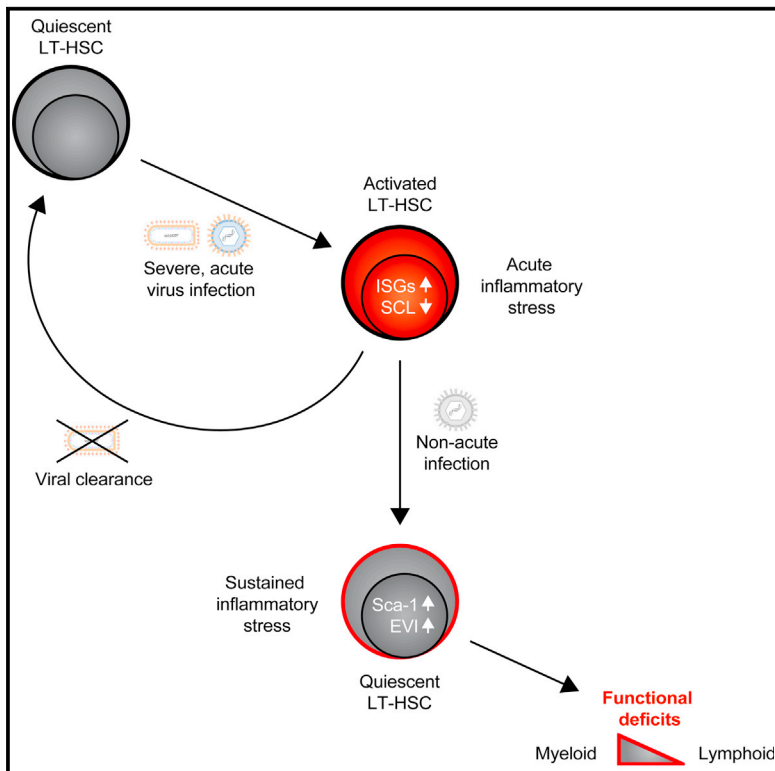 Quiescent
LT-HSC
Severe, acute
virus infection
Activated
LT-HSC
ISGs ↑
SCL ↓
Acute
inflammatory
stress
Viral clearance
Non-acute
infection
Sustained
inflammatory
stress
Sca-1 ↑
EVI ↑
Quiescent
LT-HSC
Functional
deficits
Myeloid
Lymphoid